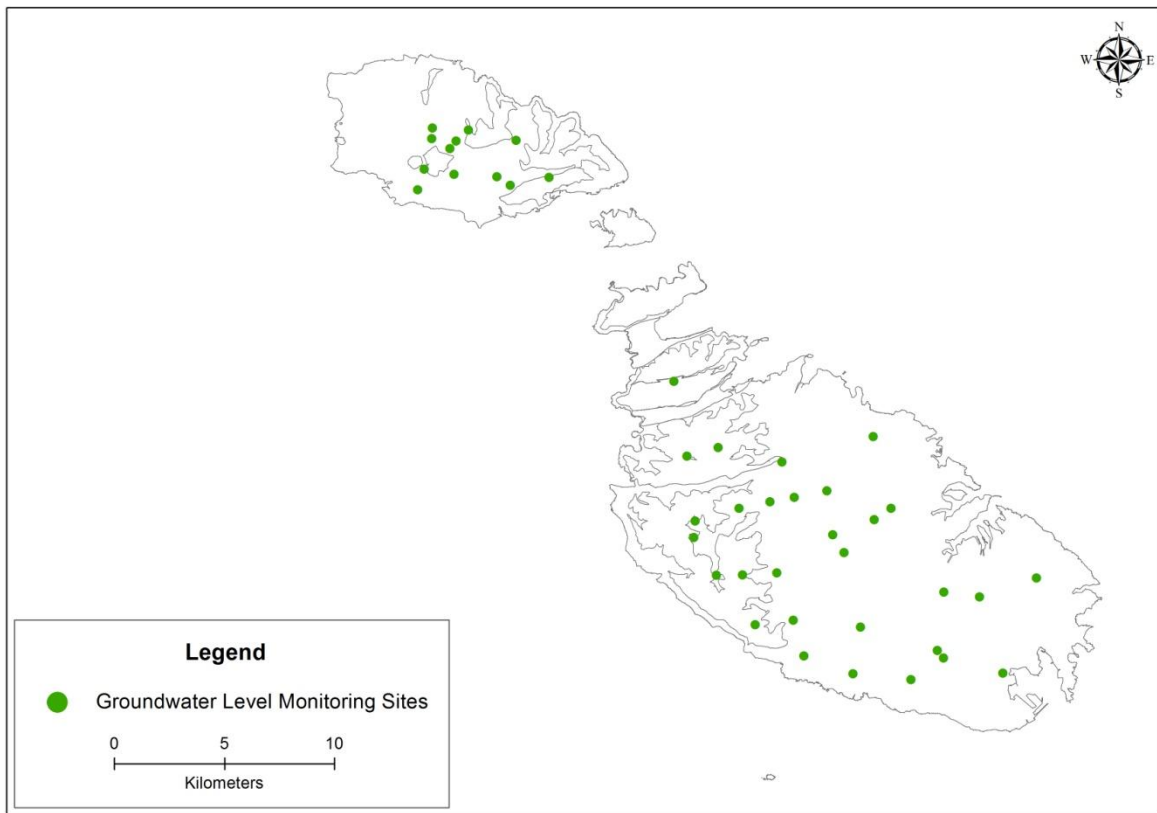 N
W E
S
Legend
Groundwater Level Monitoring Sites
0 5 10
Kilometers